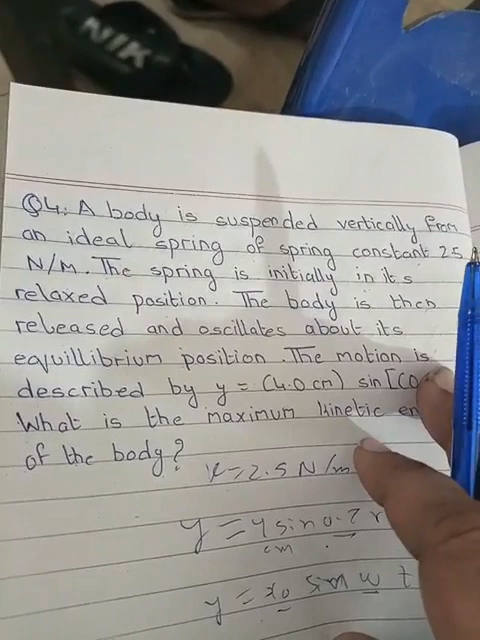 NIK
Q4: A body is suspended vertically from
an ideal spring of spring constant 2.5
N/M. The spring is initially in its
relaxed position. The body is then
released and oscillates about its
equillibrium position. The motion is
described by y = (4.0 cm) sin [(0
What is the maximum kinetic en
of the body?
K = 2.5 N/m
y = 4 sin 0.2 r
cm
y = x0 sin w t